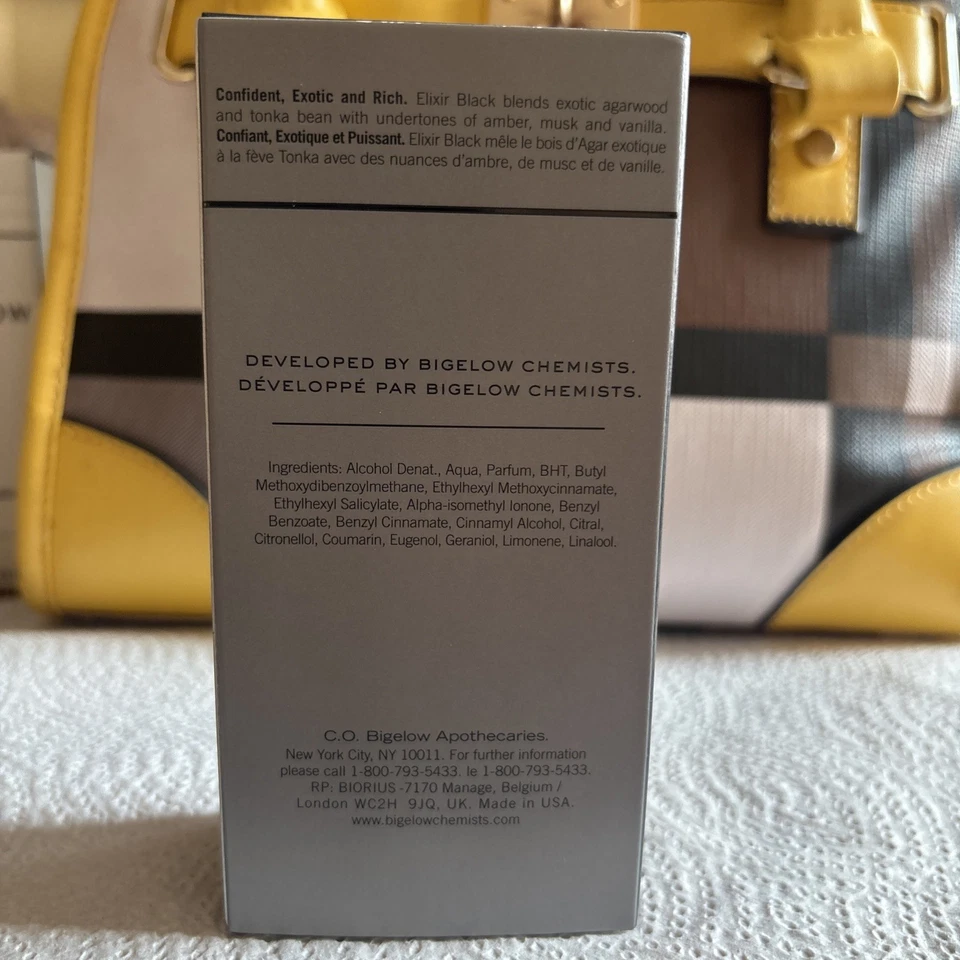 Confident, Exotic and Rich. Elixir Black blends exotic agarwood
and tonka bean with undertones of amber, musk and vanilla.
Confiant, Exotique et Puissant. Elixir Black mêle le bois d'Agar exotique
à la fève Tonka avec des nuances d'ambre, de musc et de vanille.
DEVELOPED BY BIGELOW CHEMISTS.
DÉVELOPPÉ PAR BIGELOW CHEMISTS.
Ingredients: Alcohol Denat., Aqua, Parfum, BHT, Butyl
Methoxydibenzoylmethane, Ethylhexyl Methoxycinnamate,
Ethylhexyl Salicylate, Alpha-isomethyl Ionone, Benzyl
Benzoate, Benzyl Cinnamate, Cinnamyl Alcohol, Citral,
Citronellol, Coumarin, Eugenol, Geraniol, Limonene, Linalool.
C.O. Bigelow Apothecaries.
New York City, NY 10011. For further information
please call 1-800-793-5433. le 1-800-793-5433.
RP: BIORIUS -7170 Manage, Belgium /
London WC2H 9JQ, UK. Made in USA.
www.bigelowchemists.com